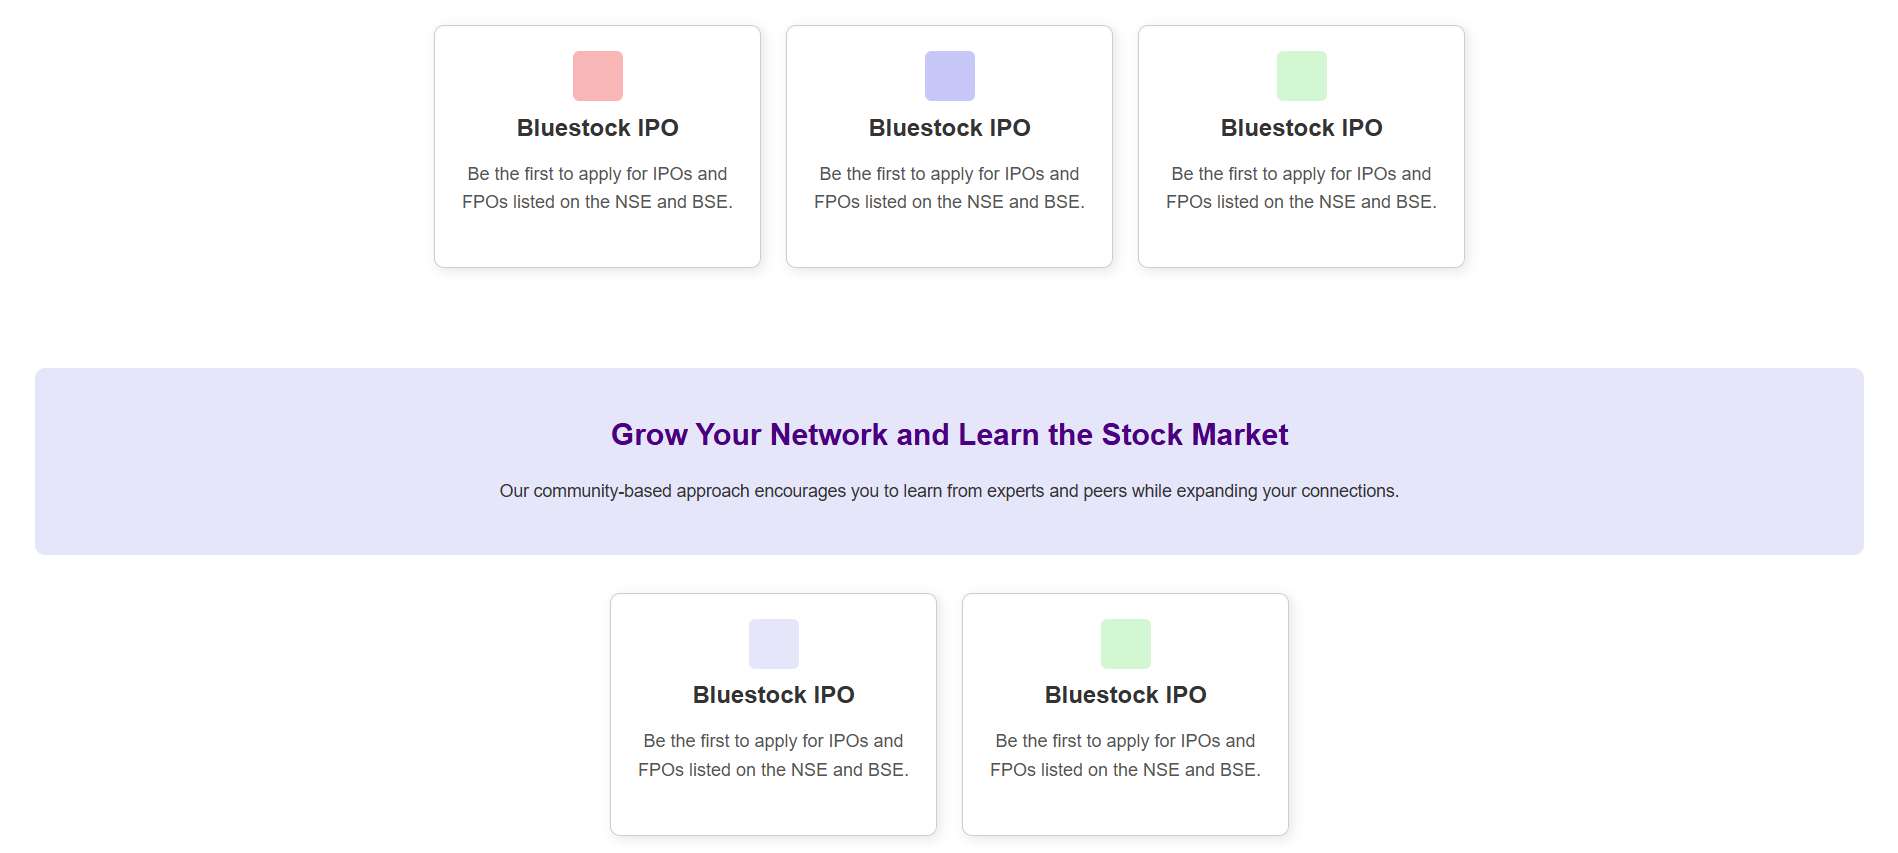 Bluestock IPO
Be the first to apply for IPOs and
FPOs listed on the NSE and BSE.
Bluestock IPO
Be the first to apply for IPOs and
FPOs listed on the NSE and BSE.
Bluestock IPO
Be the first to apply for IPOs and
FPOs listed on the NSE and BSE.
Grow Your Network and Learn the Stock Market
Our community-based approach encourages you to learn from experts and peers while expanding your connections.
Bluestock IPO
Be the first to apply for IPOs and
FPOs listed on the NSE and BSE.
Bluestock IPO
Be the first to apply for IPOs and
FPOs listed on the NSE and BSE.